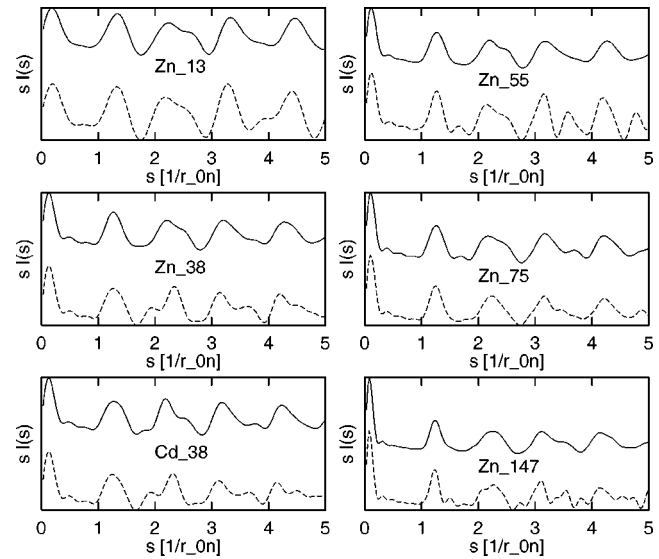 s I(s)
Zn_13
0 1 2 3 4 5
s [1/r_0n]
s I(s)
Zn_55
0 1 2 3 4 5
s [1/r_0n]
s I(s)
Zn_38
0 1 2 3 4 5
s [1/r_0n]
s I(s)
Zn_75
0 1 2 3 4 5
s [1/r_0n]
s I(s)
Cd_38
0 1 2 3 4 5
s [1/r_0n]
s I(s)
Zn_147
0 1 2 3 4 5
s [1/r_0n]